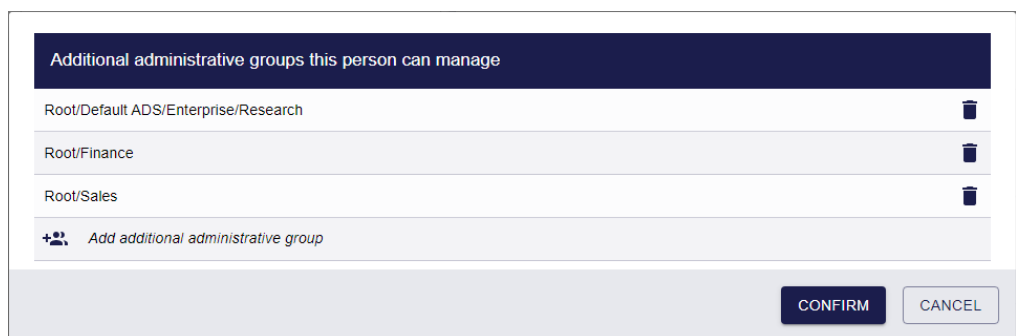 Additional administrative groups this person can manage
Root/Default ADS/Enterprise/Research
Root/Finance
Root/Sales
Add additional administrative group
CONFIRM CANCEL